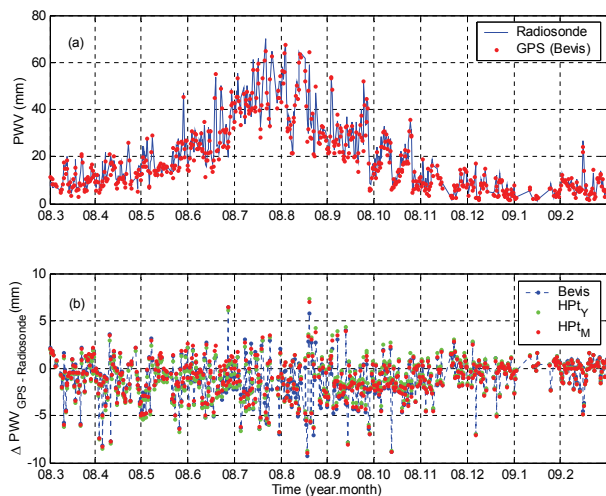 (a)
Radiosonde
GPS (Bevis)
PWV (mm)
80
60
40
20
0
08.3 08.4 08.5 08.6 08.7 08.8 08.9 08.10 08.11 08.12 09.1 09.2
(b)
Bevis
HPt_Y
HPt_M
Δ PWV_GPS - Radiosonde (mm)
10
5
0
-5
-10
08.3 08.4 08.5 08.6 08.7 08.8 08.9 08.10 08.11 08.12 09.1 09.2
Time (year.month)